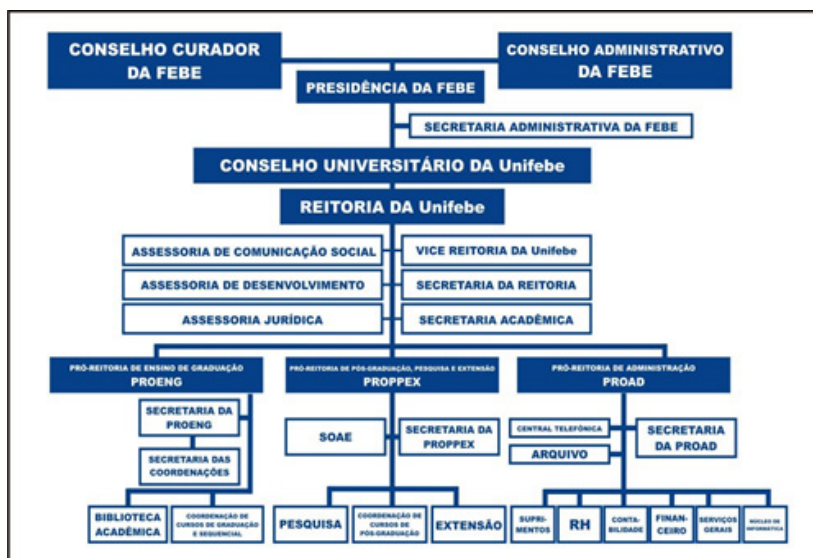 CONSELHO CURADOR
DA FEBE
CONSELHO ADMINISTRATIVO
DA FEBE
PRESIDÊNCIA DA FEBE
SECRETARIA ADMINISTRATIVA DA FEBE
CONSELHO UNIVERSITÁRIO DA Unifebe
REITORIA DA Unifebe
ASSESSORIA DE COMUNICAÇÃO SOCIAL
VICE REITORIA DA Unifebe
ASSESSORIA DE DESENVOLVIMENTO
SECRETARIA DA REITORIA
ASSESSORIA JURÍDICA
SECRETARIA ACADÊMICA
PRÓ-REITORIA DE ENSINO DE GRADUAÇÃO
PROENG
PRÓ-REITORIA DE PÓS-GRADUAÇÃO, PESQUISA E EXTENSÃO
PROPPEX
PRÓ-REITORIA DE ADMINISTRAÇÃO
PROAD
SECRETARIA DA
PROENG
SECRETARIA DAS
COORDENAÇÕES
SOAE
SECRETARIA DA
PROPPEX
CENTRAL TELEFÔNICA
ARQUIVO
SECRETARIA
DA PROAD
BIBLIOTECA
ACADÊMICA
COORDENAÇÃO DE
CURSOS DE GRADUAÇÃO
E SEQUENCIAL
PESQUISA
COORDENAÇÃO DE
CURSOS DE
PÓS-GRADUAÇÃO
EXTENSÃO
SUPRI-
MENTOS
RH
CONTA-
BILIDADE
FINAN-
CEIRO
SERVIÇOS
GERAIS
NÚCLEO DE
INFORMÁTICA